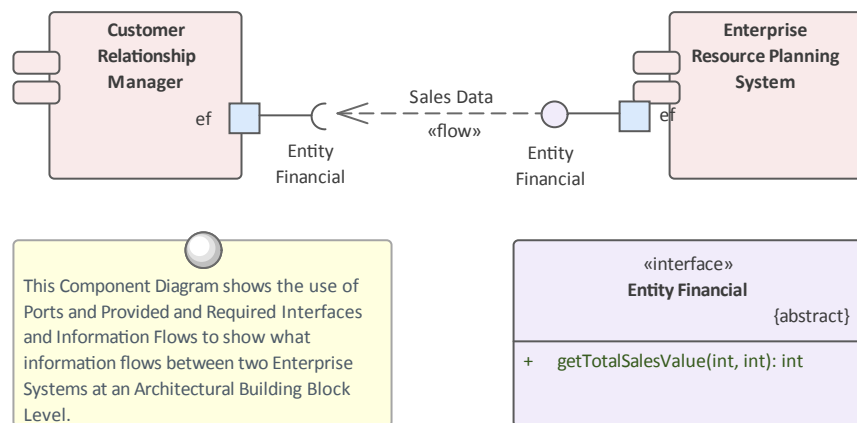 Customer
Relationship
Manager
ef
Entity
Financial
Sales Data
«flow»
Entity
Financial
Enterprise
Resource Planning
System
ef
This Component Diagram shows the use of
Ports and Provided and Required Interfaces
and Information Flows to show what
information flows between two Enterprise
Systems at an Architectural Building Block
Level.
«interface»
Entity Financial
{abstract}
+ getTotalSalesValue(int, int): int